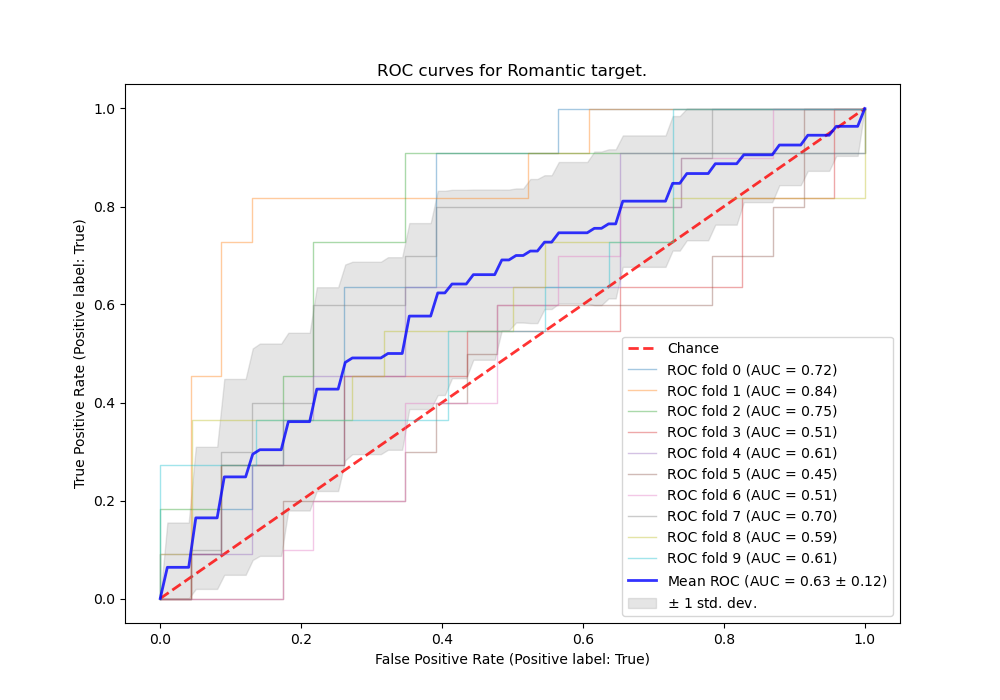 ROC curves for Romantic target.
True Positive Rate (Positive label: True)
1.0
0.8
0.6
0.4
0.2
0.0
0.0 0.2 0.4 0.6 0.8 1.0
False Positive Rate (Positive label: True)
Chance
ROC fold 0 (AUC = 0.72)
ROC fold 1 (AUC = 0.84)
ROC fold 2 (AUC = 0.75)
ROC fold 3 (AUC = 0.51)
ROC fold 4 (AUC = 0.61)
ROC fold 5 (AUC = 0.45)
ROC fold 6 (AUC = 0.51)
ROC fold 7 (AUC = 0.70)
ROC fold 8 (AUC = 0.59)
ROC fold 9 (AUC = 0.61)
Mean ROC (AUC = 0.63 ± 0.12)
± 1 std. dev.